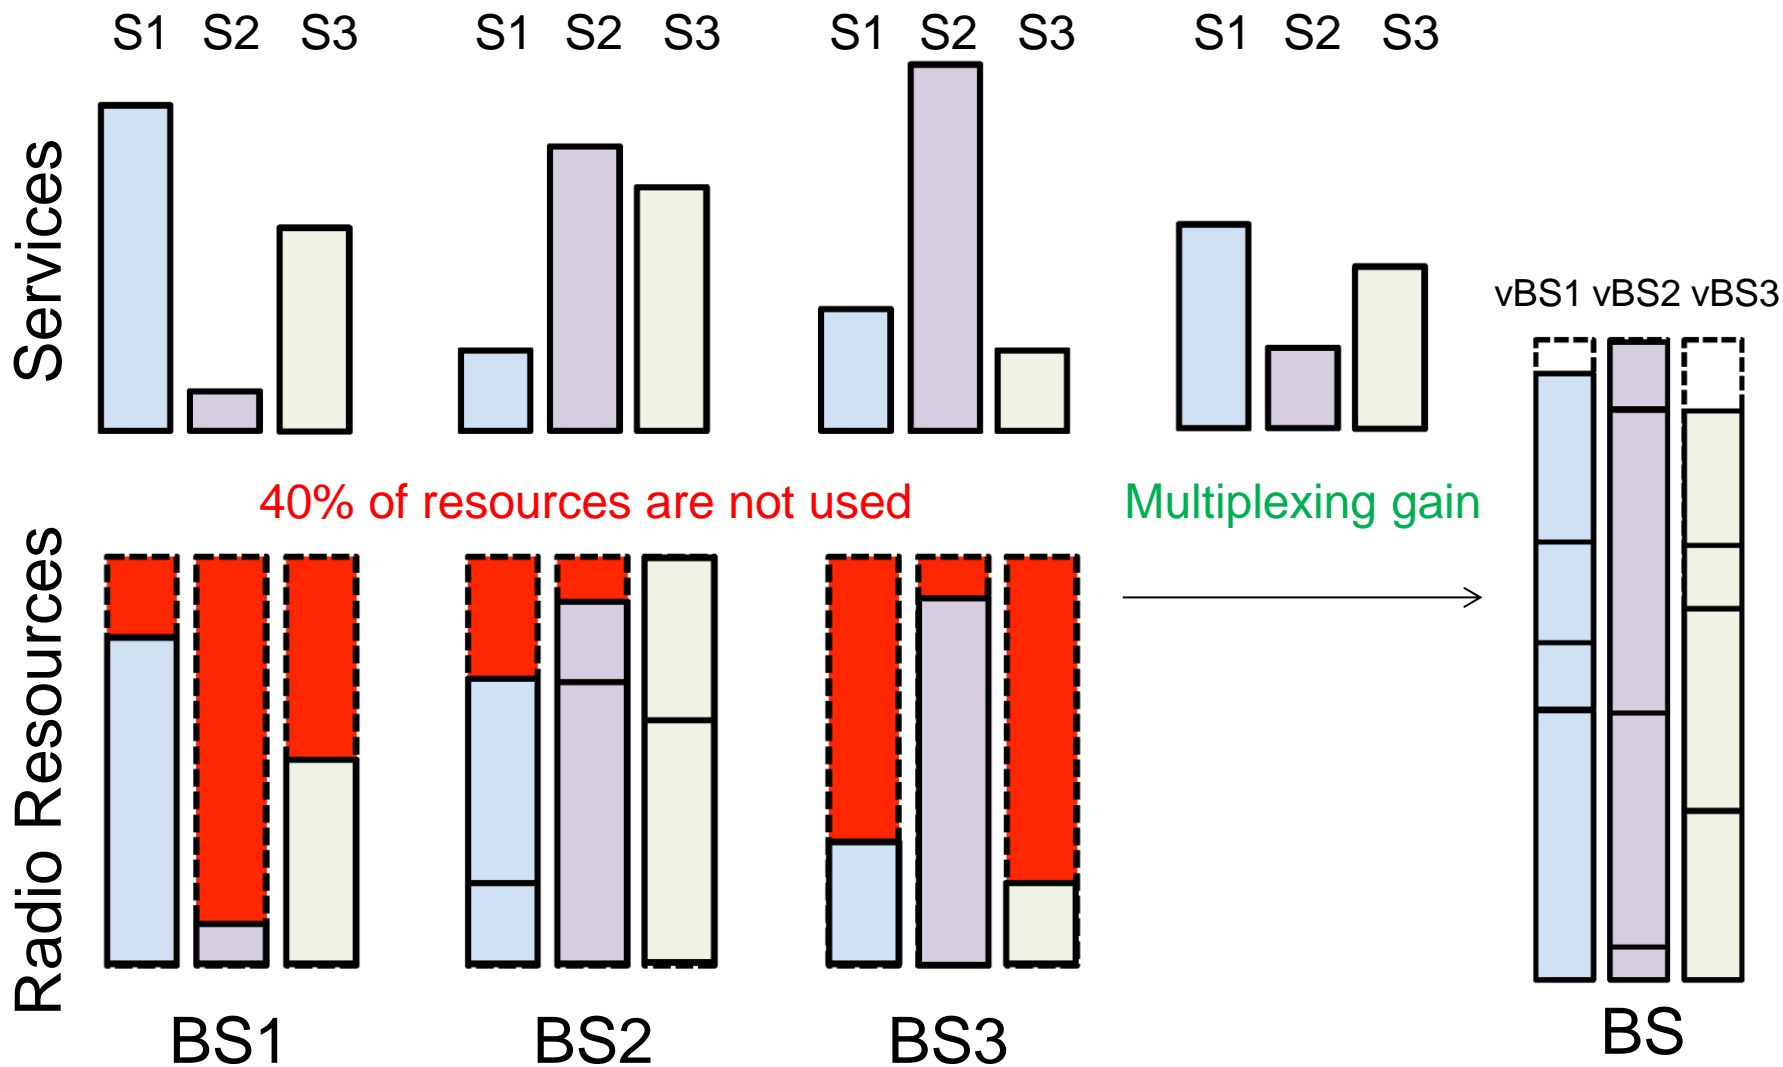 S1 S2 S3 S1 S2 S3 S1 S2 S3 S1 S2 S3
Services
vBS1 vBS2 vBS3
40% of resources are not used
Multiplexing gain
Radio Resources
BS1 BS2 BS3 BS